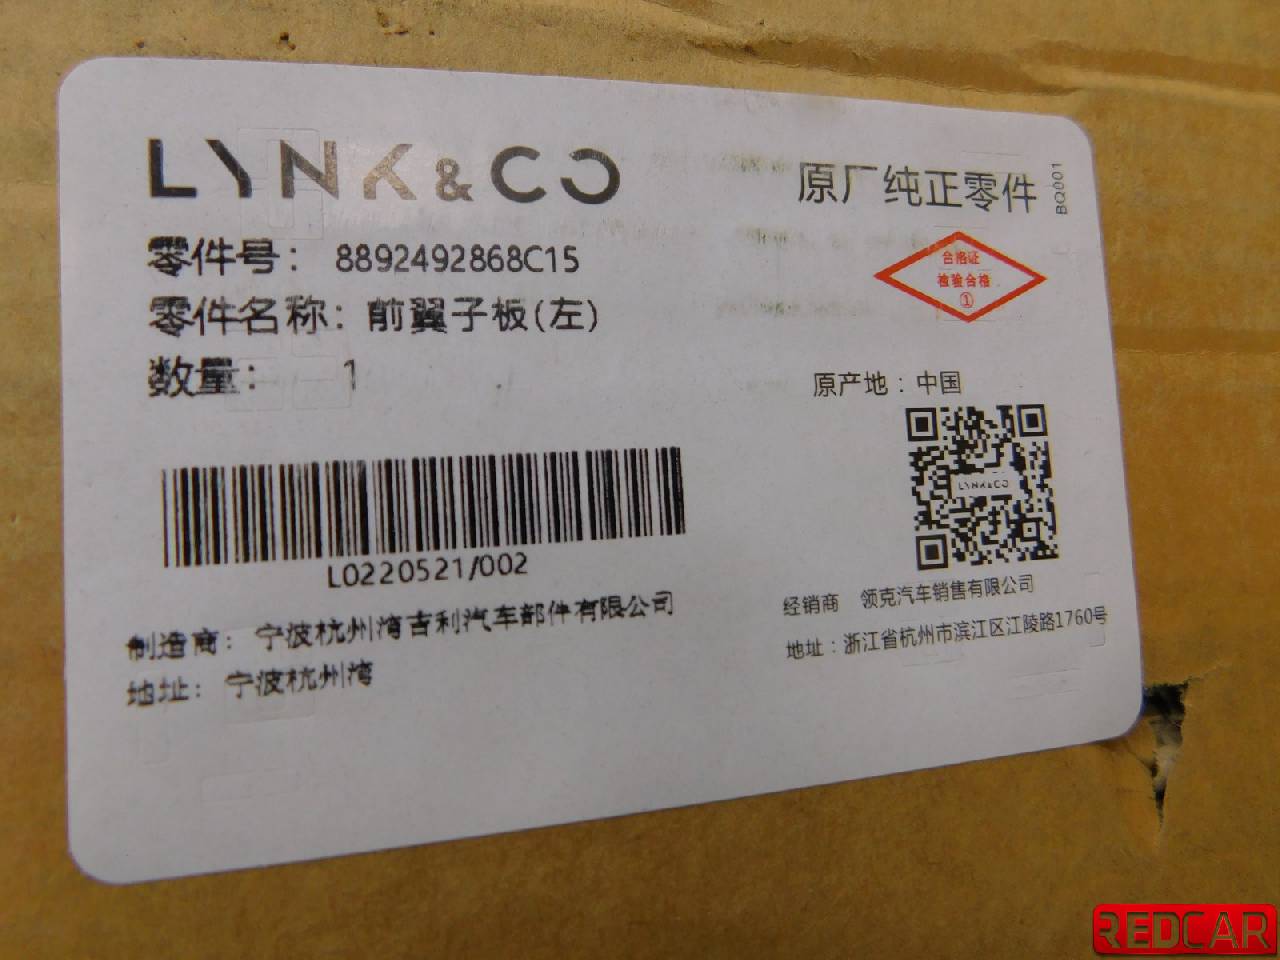 LYNK&CO
原厂纯正零件
BQ001
零件号： 8892492868C15
零件名称：前翼子板(左)
数量： 1
合格证
检验合格
①
原产地：中国
LYNK&CO
L0220521/002
制造商： 宁波杭州湾吉利汽车部件有限公司
地址： 宁波杭州湾
经销商 领克汽车销售有限公司
地址：浙江省杭州市滨江区江陵路1760号
REDCAR